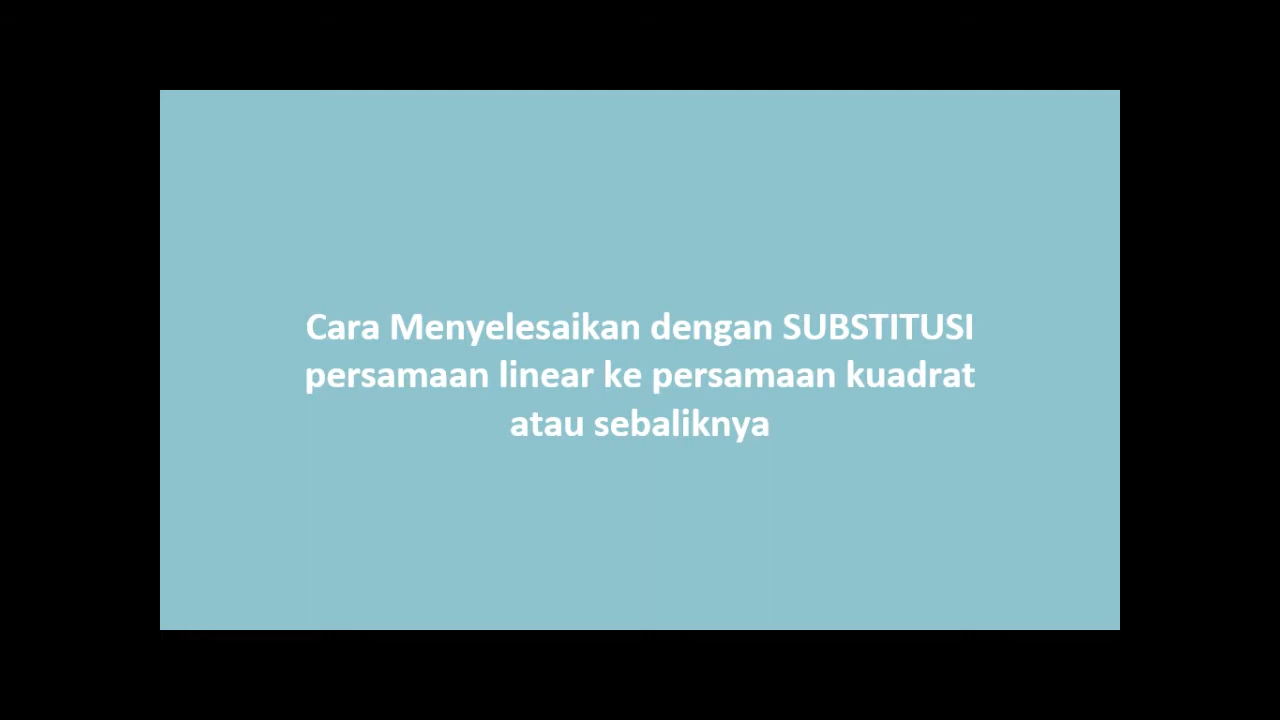 Cara Menyelesaikan dengan SUBSTITUSI
persamaan linear ke persamaan kuadrat
atau sebaliknya